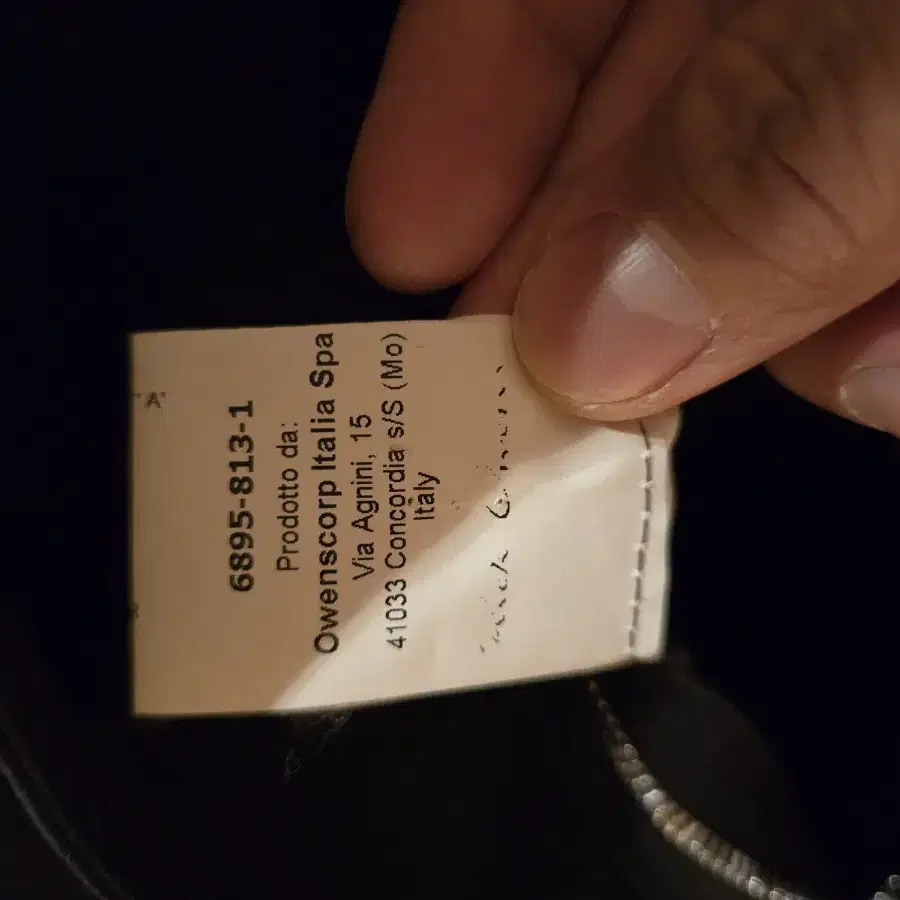 6895-813-1
Prodotto da:
Owenscorp Italia Spa
Via Agnini, 15
41033 Concordia s/S (Mo)
Italy